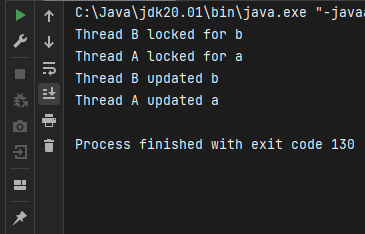 C:\Java\jdk20.01\bin\java.exe "-javaa
Thread B locked for b
Thread A locked for a
Thread B updated b
Thread A updated a
Process finished with exit code 130